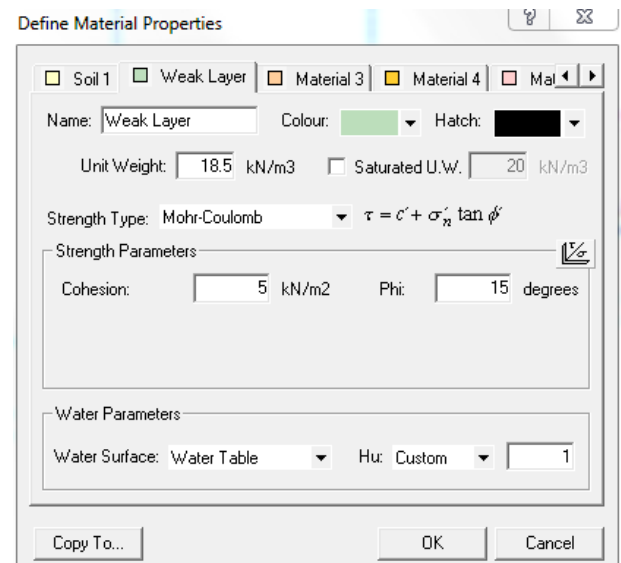 Define Material Properties
Soil 1 Weak Layer Material 3 Material 4 Mat
Name: Weak Layer Colour: Hatch:
Unit Weight: 18.5 kN/m3 Saturated U.W. 20 kN/m3
Strength Type: Mohr-Coulomb τ = c´ + σ´n tan φ´
Strength Parameters τ/σ
Cohesion: 5 kN/m2 Phi: 15 degrees
Water Parameters
Water Surface: Water Table Hu: Custom 1
Copy To... OK Cancel